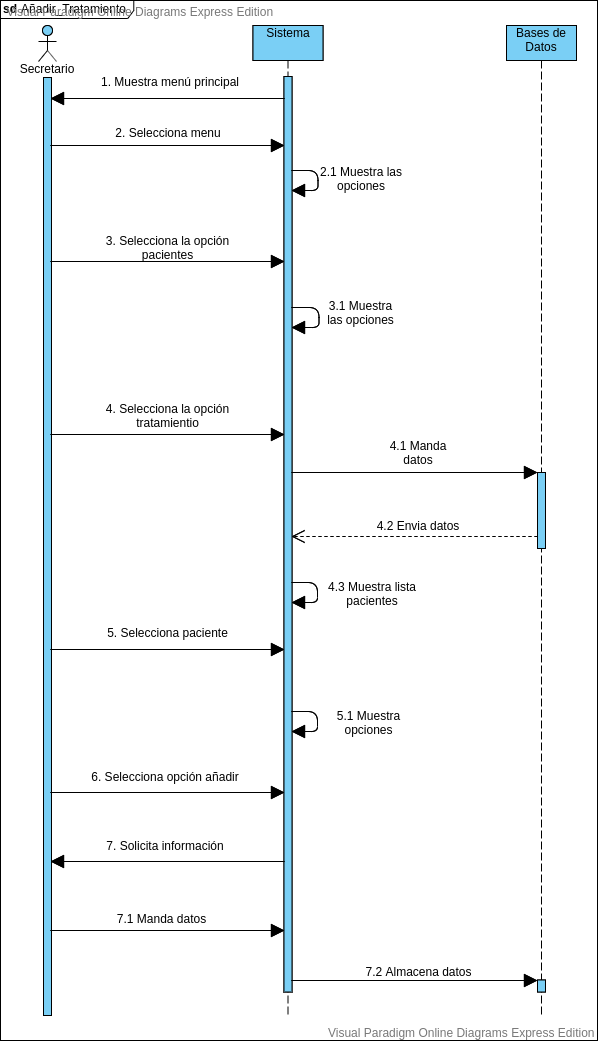 sd Añadir_Tratamiento
Visual Paradigm Online Diagrams Express Edition
Secretario
Sistema
Bases de
Datos
1. Muestra menú principal
2. Selecciona menu
2.1 Muestra las
opciones
3. Selecciona la opción
pacientes
3.1 Muestra
las opciones
4. Selecciona la opción
tratamientio
4.1 Manda
datos
4.2 Envia datos
4.3 Muestra lista
pacientes
5. Selecciona paciente
5.1 Muestra
opciones
6. Selecciona opción añadir
7. Solicita información
7.1 Manda datos
7.2 Almacena datos
Visual Paradigm Online Diagrams Express Edition